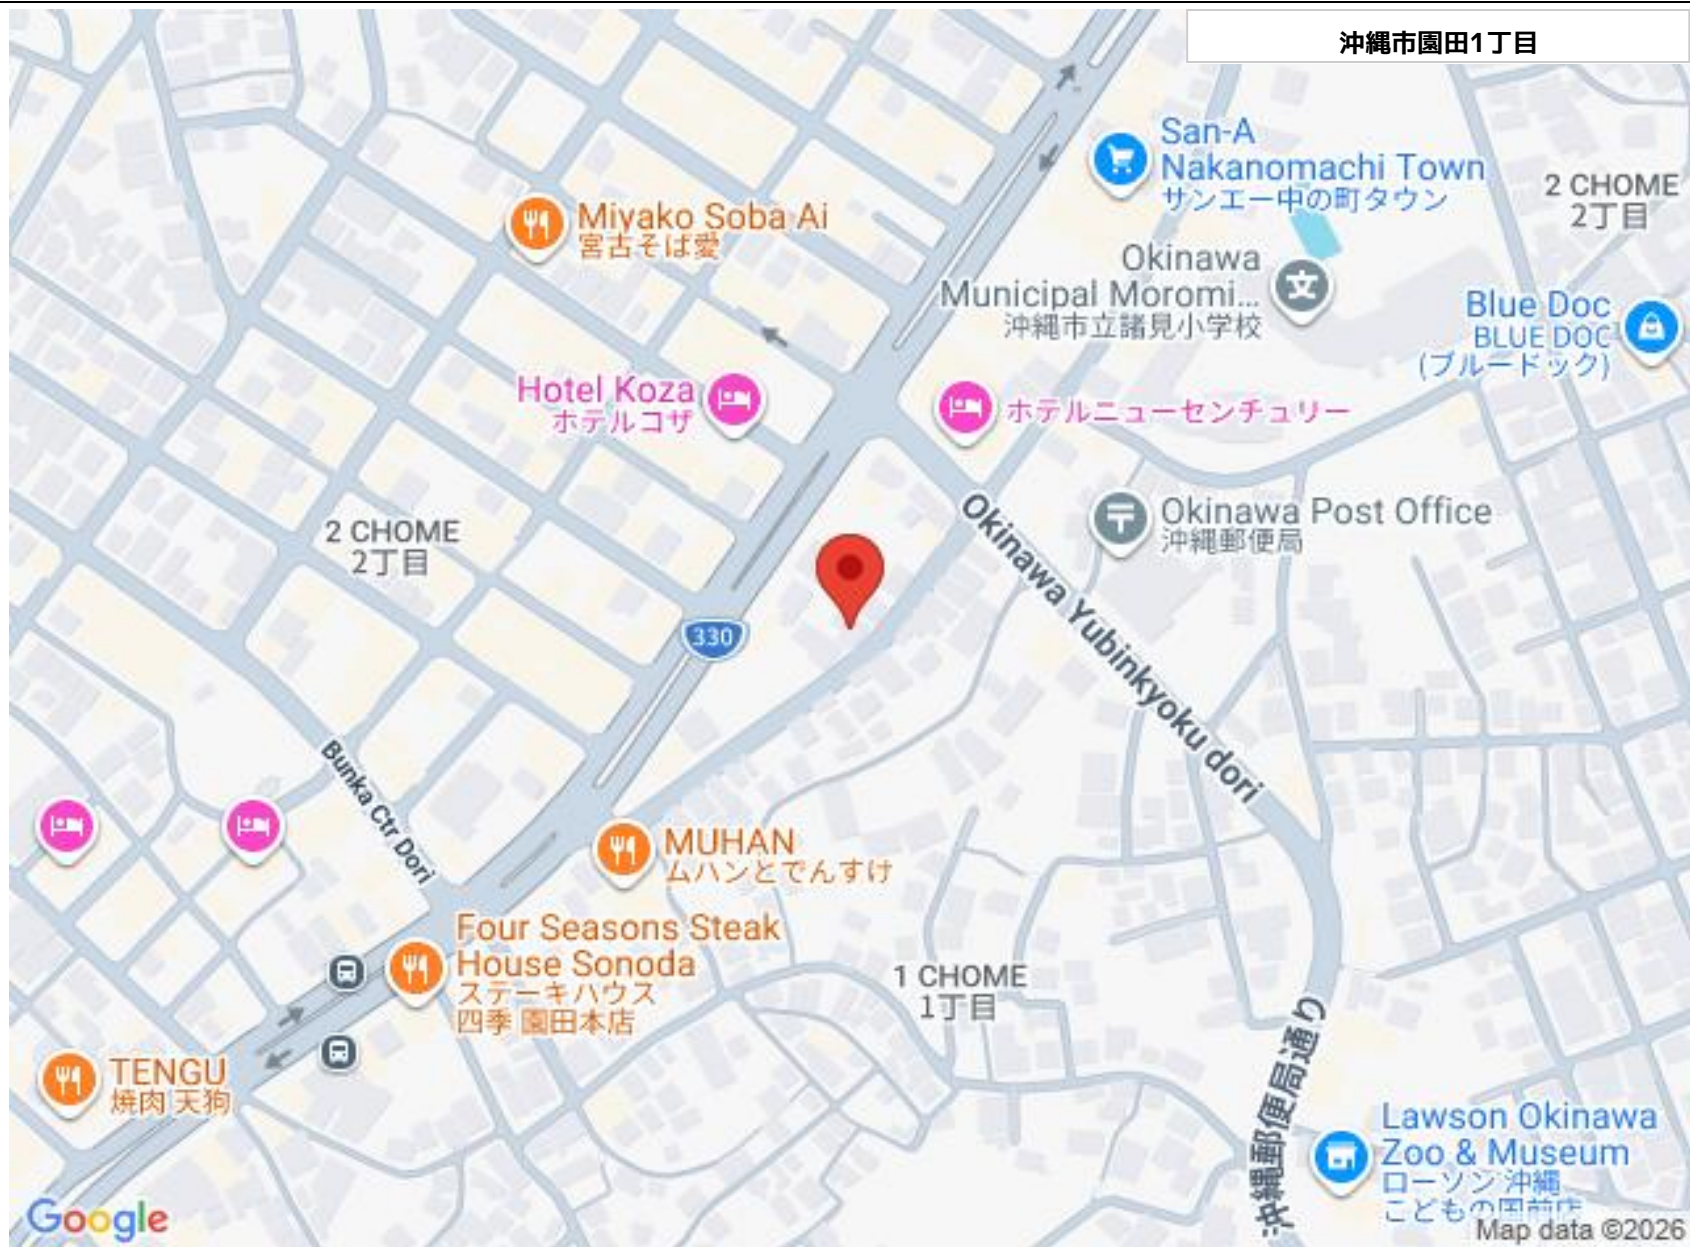 沖縄市園田1丁目
San-A
Nakanomachi Town
サンエー中の町タウン
2 CHOME
2丁目
Miyako Soba Ai
宮古そば愛
Okinawa
Municipal Moromi...
沖縄市立諸見小学校
文
Blue Doc
BLUE DOC
(ブルードック)
Hotel Koza
ホテルコザ
ホテルニューセンチュリー
2 CHOME
2丁目
Okinawa Post Office
沖縄郵便局
Okinawa Yubinkyoku dori
330
Bunka Ctr Dori
MUHAN
ムハンとでんすけ
Four Seasons Steak
House Sonoda
ステーキハウス
四季 園田本店
1 CHOME
1丁目
TENGU
焼肉 天狗
沖縄郵便局通り
Lawson Okinawa
Zoo & Museum
ローソン 沖縄
こどもの国前店
Google
Map data ©2026